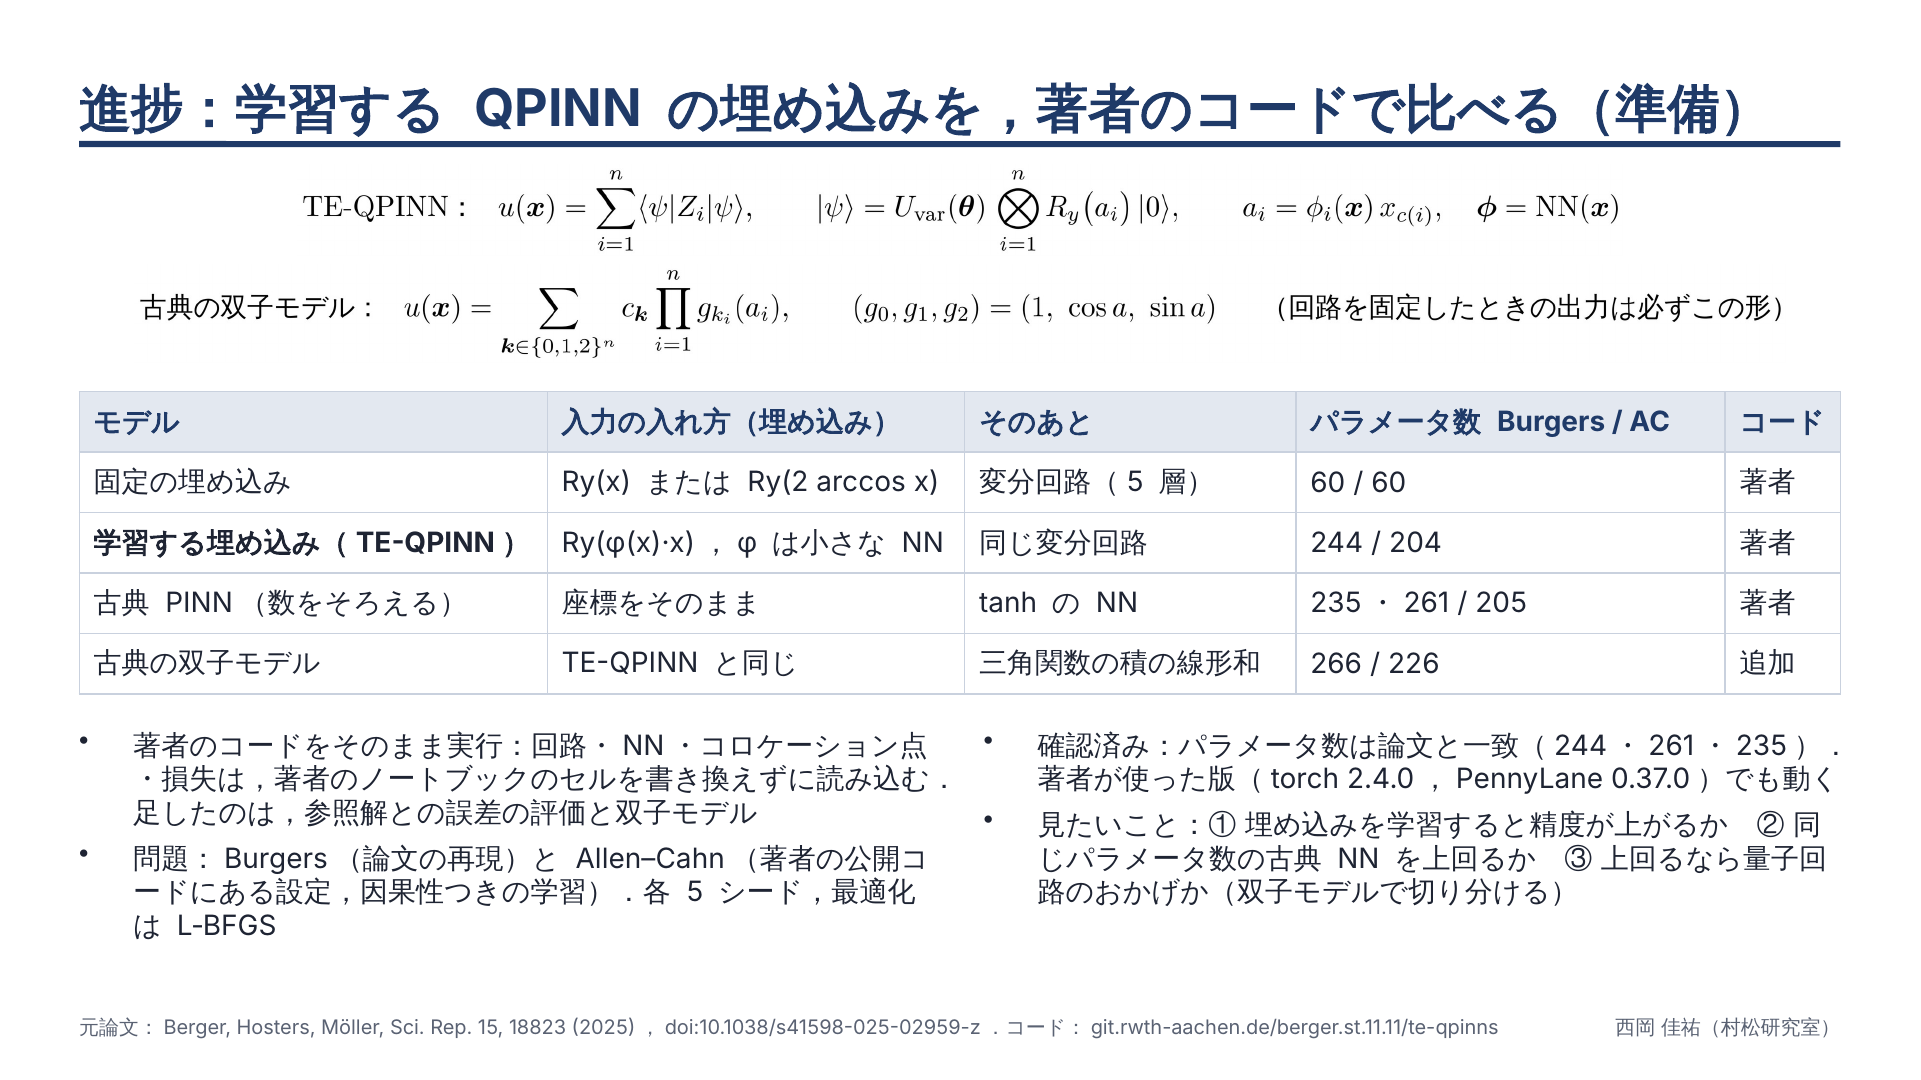 進捗：学習する QPINN の埋め込みを，著者のコードで比べる（準備）
TE-QPINN： u(x) = ∑_{i=1}^{n} ⟨ψ|Z_i|ψ⟩,  |ψ⟩ = U_var(θ) ⨂_{i=1}^{n} R_y(a_i) |0⟩,  a_i = φ_i(x) x_{c(i)},  ϕ = NN(x)
古典の双子モデル： u(x) = ∑_{k∈{0,1,2}^n} c_k ∏_{i=1}^{n} g_{k_i}(a_i),  (g_0, g_1, g_2) = (1, cos a, sin a) （回路を固定したときの出力は必ずこの形）
モデル 入力の入れ方（埋め込み） そのあと パラメータ数 Burgers / AC コード
固定の埋め込み Ry(x) または Ry(2 arccos x) 変分回路（ 5 層） 60 / 60 著者
学習する埋め込み（ TE-QPINN ） Ry(φ(x)·x) ， φ は小さな NN 同じ変分回路 244 / 204 著者
古典 PINN （数をそろえる） 座標をそのまま tanh の NN 235 ・ 261 / 205 著者
古典の双子モデル TE-QPINN と同じ 三角関数の積の線形和 266 / 226 追加
• 著者のコードをそのまま実行：回路・ NN ・コロケーション点
・損失は，著者のノートブックのセルを書き換えずに読み込む．
足したのは，参照解との誤差の評価と双子モデル
• 問題： Burgers （論文の再現）と Allen–Cahn （著者の公開コ
ードにある設定，因果性つきの学習）．各 5 シード，最適化
は L-BFGS
• 確認済み：パラメータ数は論文と一致（ 244 ・ 261 ・ 235 ）．
著者が使った版（ torch 2.4.0 ， PennyLane 0.37.0 ）でも動く
• 見たいこと：① 埋め込みを学習すると精度が上がるか ② 同
じパラメータ数の古典 NN を上回るか ③ 上回るなら量子回
路のおかげか（双子モデルで切り分ける）
元論文： Berger, Hosters, Möller, Sci. Rep. 15, 18823 (2025) ， doi:10.1038/s41598-025-02959-z ．コード： git.rwth-aachen.de/berger.st.11.11/te-qpinns
西岡 佳祐（村松研究室）